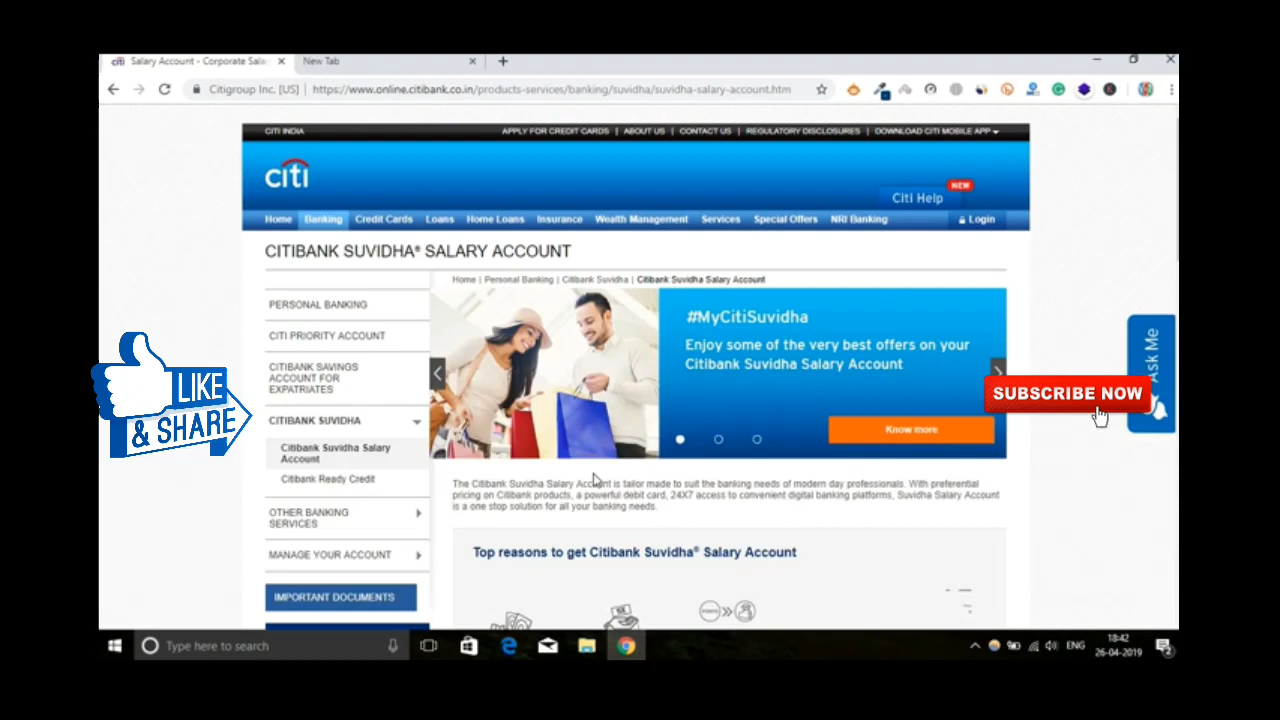 citi Salary Account - Corporate Sala
New Tab
Citigroup Inc. [US] | https://www.online.citibank.co.in/products-services/banking/suvidha/suvidha-salary-account.htm
CITI INDIA
APPLY FOR CREDIT CARDS | ABOUT US | CONTACT US | REGULATORY DISCLOSURES | DOWNLOAD CITI MOBILE APP
citi
NEW
Citi Help
Home Banking Credit Cards Loans Home Loans Insurance Wealth Management Services Special Offers NRI Banking Login
CITIBANK SUVIDHA® SALARY ACCOUNT
Home | Personal Banking | Citibank Suvidha | Citibank Suvidha Salary Account
PERSONAL BANKING
CITI PRIORITY ACCOUNT
CITIBANK SAVINGS
ACCOUNT FOR
EXPATRIATES
CITIBANK SUVIDHA
Citibank Suvidha Salary
Account
Citibank Ready Credit
OTHER BANKING
SERVICES
MANAGE YOUR ACCOUNT
IMPORTANT DOCUMENTS
#MyCitiSuvidha
Enjoy some of the very best offers on your
Citibank Suvidha Salary Account
Know more
The Citibank Suvidha Salary Account is tailor made to suit the banking needs of modern day professionals. With preferential
pricing on Citibank products, a powerful debit card, 24X7 access to convenient digital banking platforms, Suvidha Salary Account
is a one stop solution for all your banking needs.
Top reasons to get Citibank Suvidha® Salary Account
LIKE
& SHARE
Ask Me
SUBSCRIBE NOW
Type here to search
ENG
18:42
26-04-2019
2